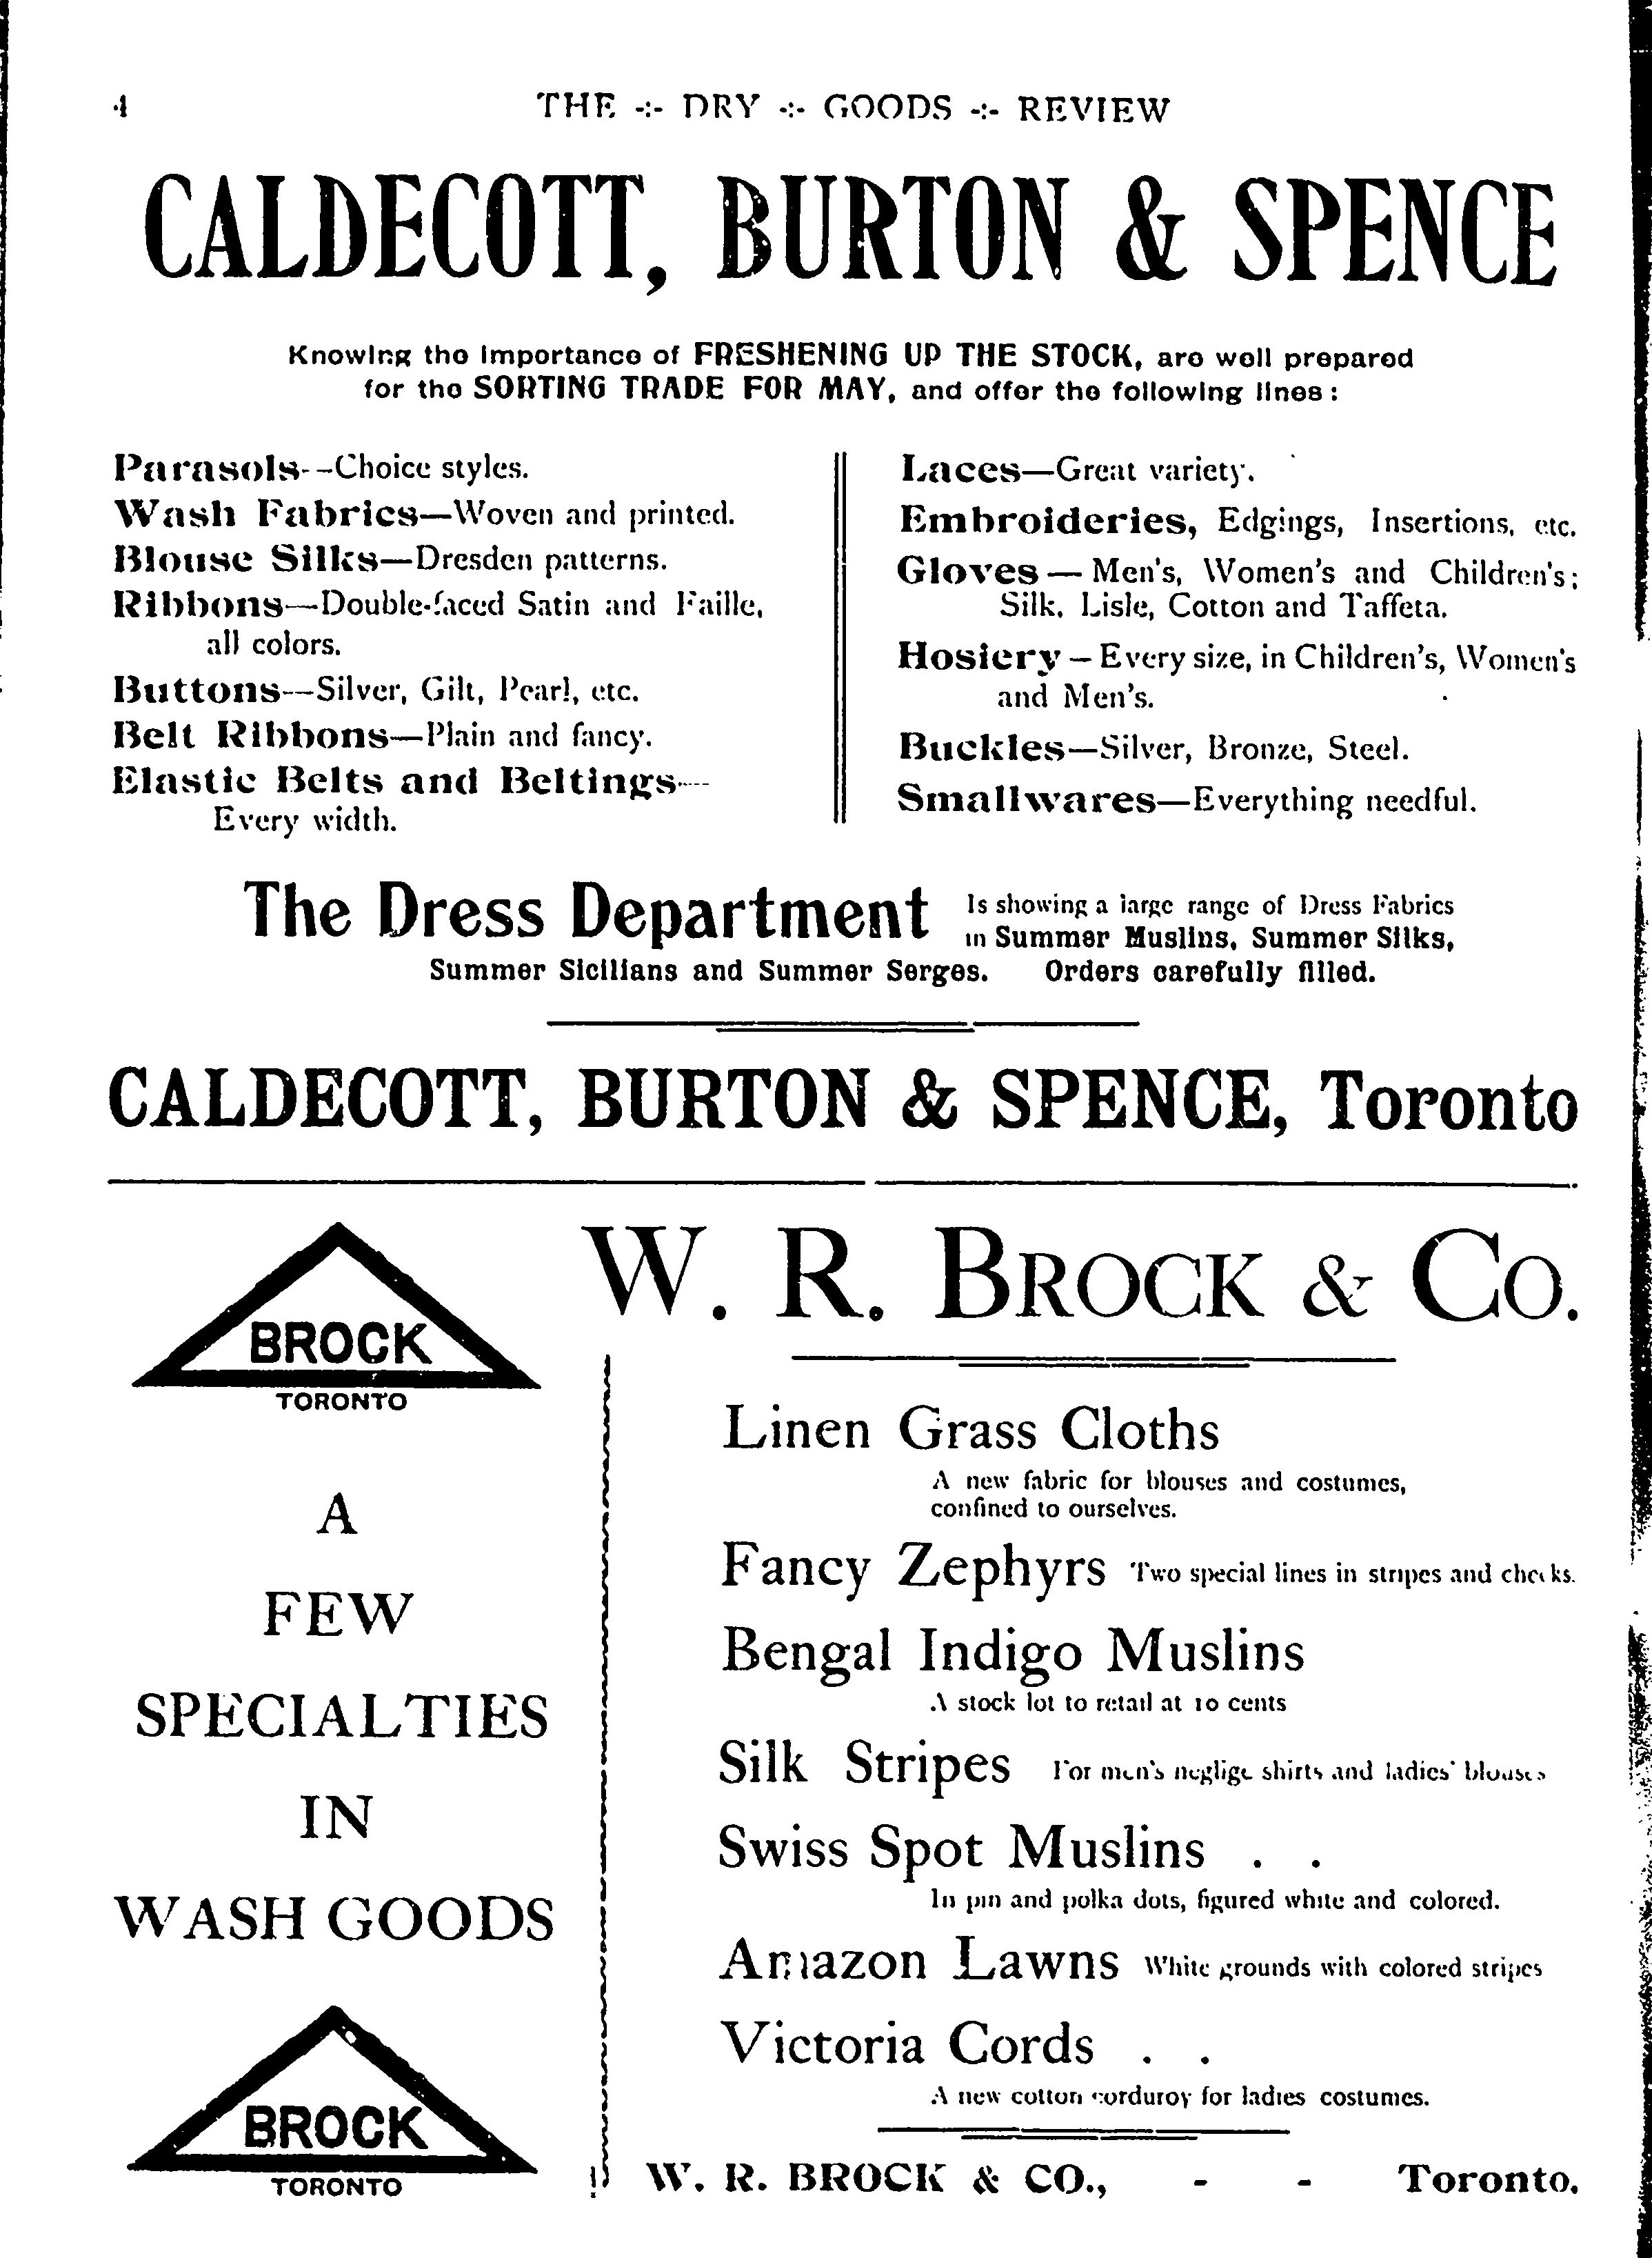 4
THE -:- DRY -:- GOODS -:- REVIEW
CALDECOTT, BURTON & SPENCE
Knowing the importance of FRESHENING UP THE STOCK, are well prepared
for the SORTING TRADE FOR MAY, and offer the following lines:
Parasols--Choice styles.
Wash Fabrics—Woven and printed.
Blouse Silks—Dresden patterns.
Ribbons—Double-faced Satin and Faille,
all colors.
Buttons—Silver, Gilt, Pearl, etc.
Belt Ribbons—Plain and fancy.
Elastic Belts and Beltings—
Every width.
Laces—Great variety.
Embroideries, Edgings, Insertions, etc.
Gloves — Men's, Women's and Children's;
Silk, Lisle, Cotton and Taffeta.
Hosiery – Every size, in Children's, Women's
and Men's.
Buckles—Silver, Bronze, Steel.
Smallwares—Everything needful.
The Dress Department Is showing a large range of Dress Fabrics
in Summer Muslins, Summer Silks,
Summer Sicilians and Summer Serges. Orders carefully filled.
CALDECOTT, BURTON & SPENCE, Toronto
BROCK
TORONTO
A
FEW
SPECIALTIES
IN
WASH GOODS
BROCK
TORONTO
W. R. BROCK & CO.
Linen Grass Cloths
A new fabric for blouses and costumes,
confined to ourselves.
Fancy Zephyrs Two special lines in stripes and checks.
Bengal Indigo Muslins
A stock lot to retail at 10 cents
Silk Stripes For men's neglige shirts and ladies' blouses
Swiss Spot Muslins . .
In pin and polka dots, figured white and colored.
Amazon Lawns White grounds with colored stripes
Victoria Cords . .
A new cotton corduroy for ladies costumes.
W. R. BROCK & CO., - - Toronto.